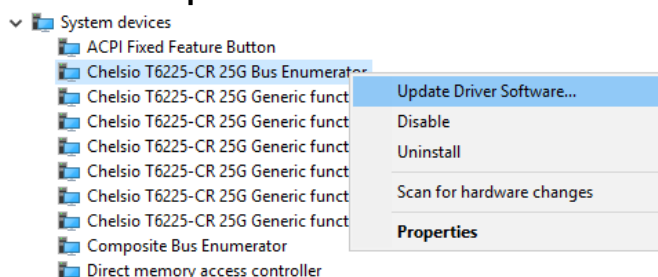 System devices
ACPI Fixed Feature Button
Chelsio T6225-CR 25G Bus Enumerator
Chelsio T6225-CR 25G Generic funct
Chelsio T6225-CR 25G Generic funct
Chelsio T6225-CR 25G Generic funct
Chelsio T6225-CR 25G Generic funct
Chelsio T6225-CR 25G Generic funct
Chelsio T6225-CR 25G Generic funct
Composite Bus Enumerator
Direct memory access controller
Update Driver Software...
Disable
Uninstall
Scan for hardware changes
Properties